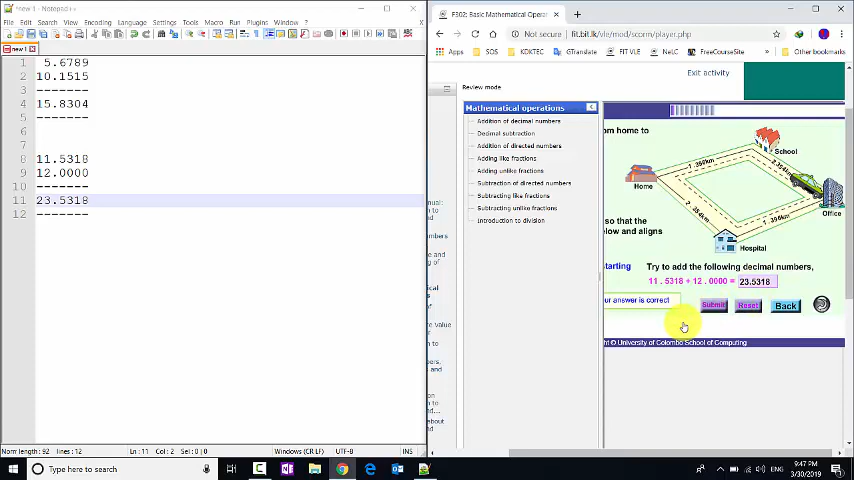 *new 1 - Notepad++
File Edit Search View Encoding Language Settings Tools Macro Run Plugins Window ?
new 1
1 5.6789
2 10.1515
3 -------
4 15.8304
5 -------
6
7
8 11.5318
9 12.0000
10 -------
11 23.5318
12 -------
Nom length: 92 lines: 12 Ln: 11 Col: 2 Sel: 0 | 0 Windows (CR LF) UTF-8 INS
F302: Basic Mathematical Operat
Not secure fit.bit.lk/vle/mod/scorm/player.php
Apps SOS KDKTEC GTranslate FIT VLE NeLC FreeCourseSite Other bookmarks
Exit activity
Review mode
Mathematical operations
Addition of decimal numbers
Decimal subtraction
Addition of directed numbers
Adding like fractions
Adding unlike fractions
Subtraction of directed numbers
Subtracting like fractions
Subtracting unlike fractions
Introduction to division
om home to
School
Home
Office
Hospital
so that the
elow and aligns
tarting Try to add the following decimal numbers,
11 . 5318 + 12 . 0000 = 23.5318
ur answer is correct
Submit Reset Back
ht © University of Colombo School of Computing
Type here to search
9:47 PM
3/30/2019